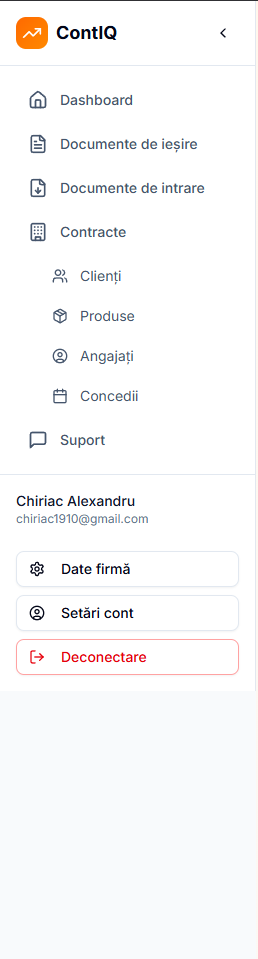 ContIQ
Dashboard
Documente de ieșire
Documente de intrare
Contracte
Clienți
Produse
Angajați
Concedii
Suport
Chiriac Alexandru
chiriac1910@gmail.com
Date firmă
Setări cont
Deconectare